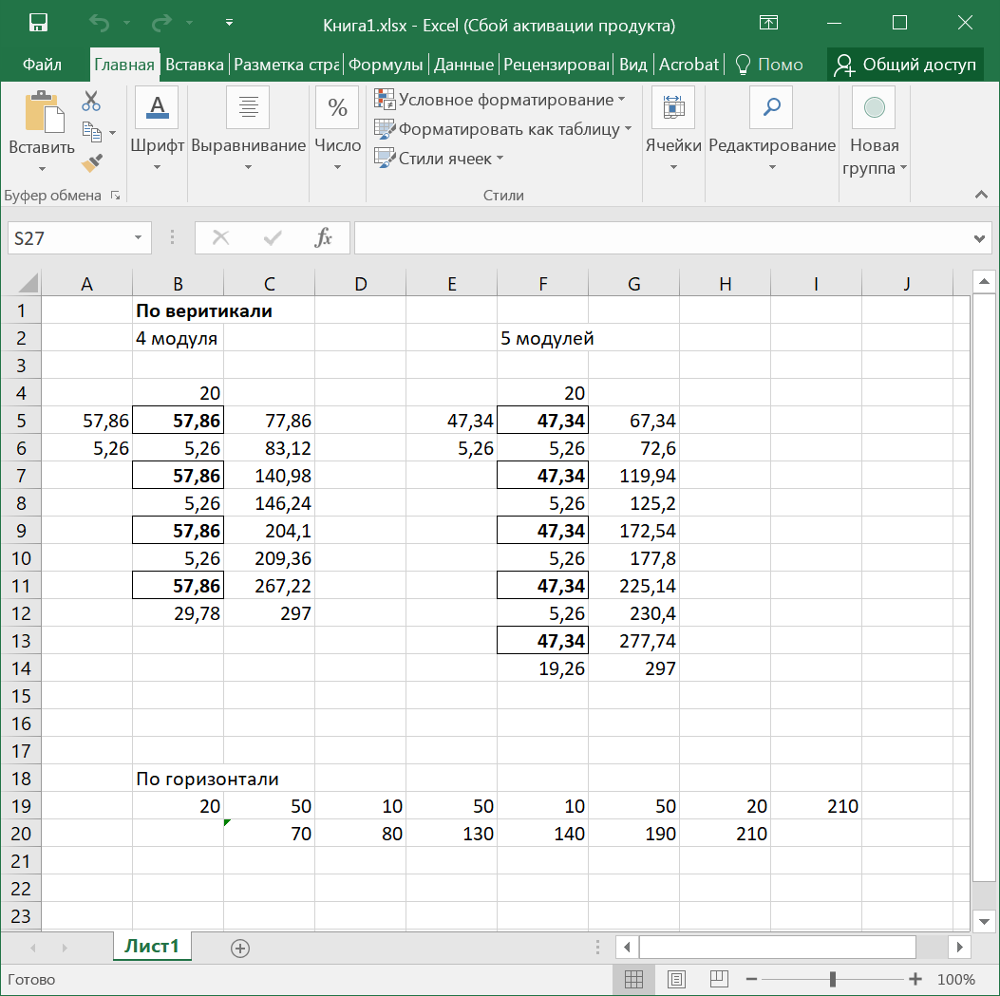 Книга1.xlsx - Excel (Сбой активации продукта)
Файл Главная Вставка Разметка стра Формулы Данные Рецензироваı Вид Acrobat Помо Общий доступ
Вставить
Буфер обмена
Шрифт
Выравнивание
%
Число
Условное форматирование
Форматировать как таблицу
Стили ячеек
Стили
Ячейки
Редактирование
Новая
группа
S27 fx
A B C D E F G H I J
1 По веритикали
2 4 модуля 5 модулей
3
4 20 20
5 57,86 57,86 77,86 47,34 47,34 67,34
6 5,26 5,26 83,12 5,26 5,26 72,6
7 57,86 140,98 47,34 119,94
8 5,26 146,24 5,26 125,2
9 57,86 204,1 47,34 172,54
10 5,26 209,36 5,26 177,8
11 57,86 267,22 47,34 225,14
12 29,78 297 5,26 230,4
13 47,34 277,74
14 19,26 297
15
16
17
18 По горизонтали
19 20 50 10 50 10 50 20 210
20 70 80 130 140 190 210
21
22
23
Лист1
Готово 100%